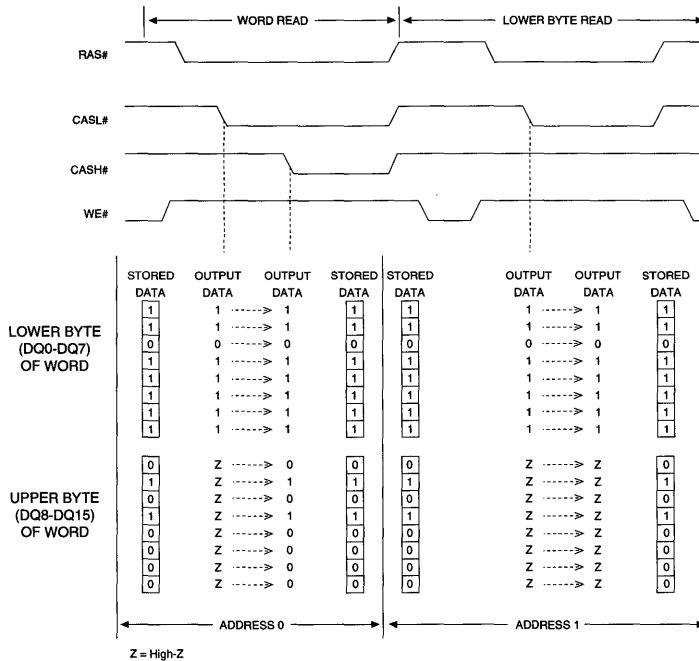 WORD READ LOWER BYTE READ
RAS#
CASL#
CASH#
WE#
STORED OUTPUT OUTPUT STORED STORED OUTPUT OUTPUT STORED
DATA DATA DATA DATA DATA DATA DATA DATA
1 1 1 1 1 1 1 1
1 1 1 1 1 1 1 1
0 0 0 0 0 0 0 0
1 1 1 1 1 1 1 1
1 1 1 1 1 1 1 1
1 1 1 1 1 1 1 1
1 1 1 1 1 1 1 1
1 1 1 1 1 1 1 1
LOWER BYTE
(DQ0-DQ7)
OF WORD
0 Z 0 0 0 Z Z 0
1 Z 1 1 1 Z Z 1
0 Z 0 0 0 Z Z 0
1 Z 1 1 1 Z Z 1
0 Z 0 0 0 Z Z 0
0 Z 0 0 0 Z Z 0
0 Z 0 0 0 Z Z 0
0 Z 0 0 0 Z Z 0
UPPER BYTE
(DQ8-DQ15)
OF WORD
ADDRESS 0 ADDRESS 1
Z = High-Z